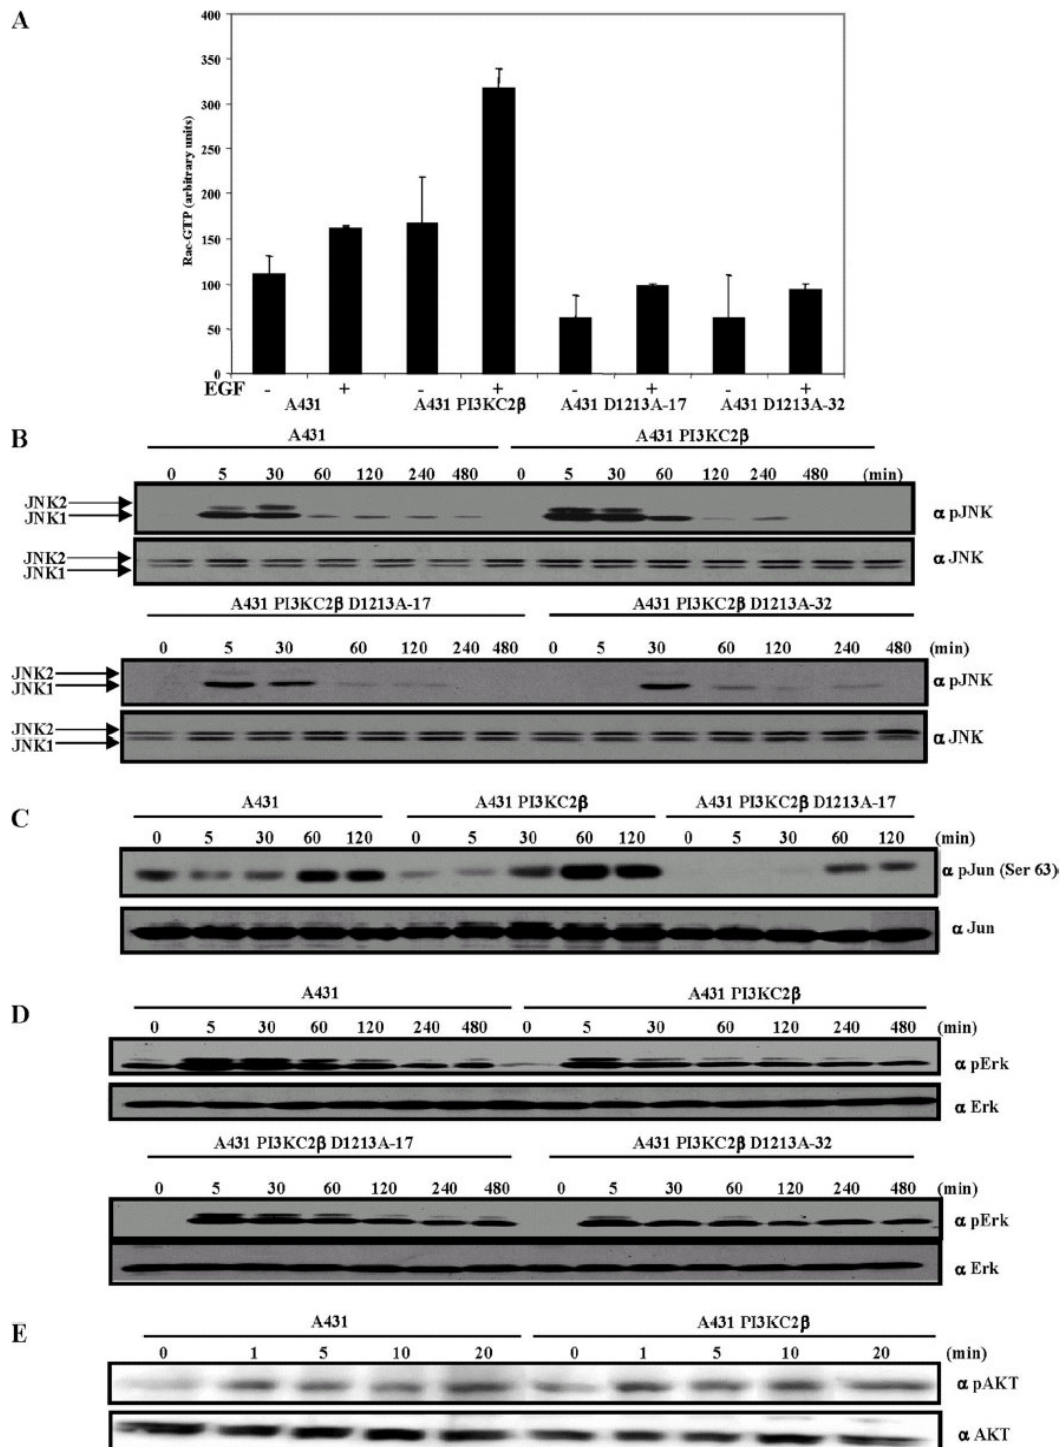 A
400
350
300
250
200
150
100
50
0
Rac-GTP (arbitrary units)
EGF - + - + - + - +
A431 A431 PI3KC2β A431 D1213A-17 A431 D1213A-32
B
A431 A431 PI3KC2β
0 5 30 60 120 240 480 0 5 30 60 120 240 480 (min)
JNK2
JNK1
α pJNK
JNK2
JNK1
α JNK
A431 PI3KC2β D1213A-17 A431 PI3KC2β D1213A-32
0 5 30 60 120 240 480 0 5 30 60 120 240 480 (min)
JNK2
JNK1
α pJNK
JNK2
JNK1
α JNK
C
A431 A431 PI3KC2β A431 PI3KC2β D1213A-17
0 5 30 60 120 0 5 30 60 120 0 5 30 60 120 (min)
α pJun (Ser 63)
α Jun
D
A431 A431 PI3KC2β
0 5 30 60 120 240 480 0 5 30 60 120 240 480 (min)
α pErk
α Erk
A431 PI3KC2β D1213A-17 A431 PI3KC2β D1213A-32
0 5 30 60 120 240 480 0 5 30 60 120 240 480 (min)
α pErk
α Erk
E
A431 A431 PI3KC2β
0 1 5 10 20 0 1 5 10 20 (min)
α pAKT
α AKT